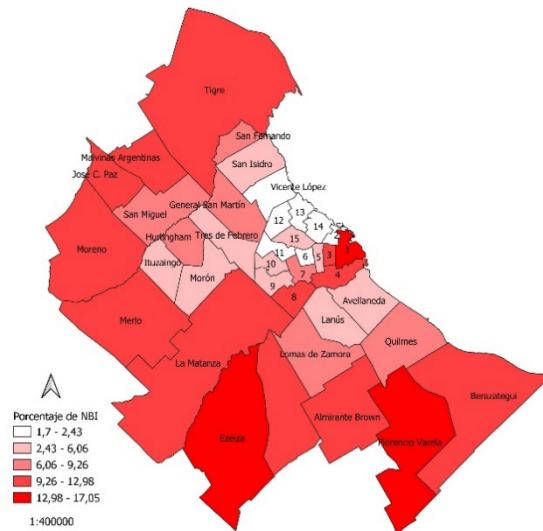 Tigre
San Fernando
Malvinas Argentinas
San Isidro
José C. Paz
Vicente López
San Miguel
General San Martín
13
12
14
2
Hurlingham
Tres de Febrero
15
1
Moreno
11
6
5
3
Ituzaingó
10
7
4
Morón
9
8
Avellaneda
Merlo
Lanús
La Matanza
Lomas de Zamora
Quilmes
Berazategui
Almirante Brown
Ezeiza
Florencio Varela
Porcentaje de NBI
1,7 - 2,43
2,43 - 6,06
6,06 - 9,26
9,26 - 12,98
12,98 - 17,05
1:400000